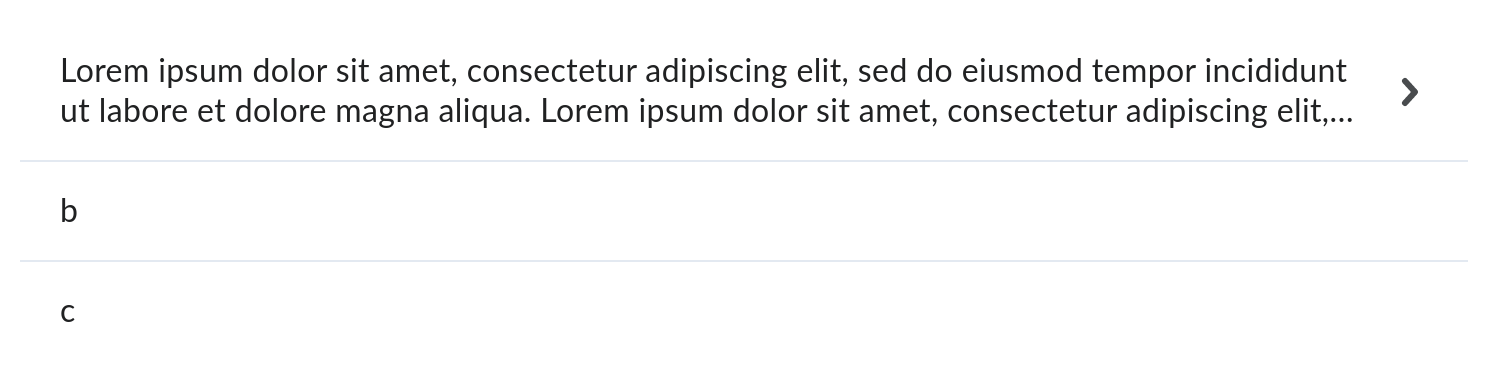 Lorem ipsum dolor sit amet, consectetur adipiscing elit, sed do eiusmod tempor incididunt
ut labore et dolore magna aliqua. Lorem ipsum dolor sit amet, consectetur adipiscing elit,...
b
c